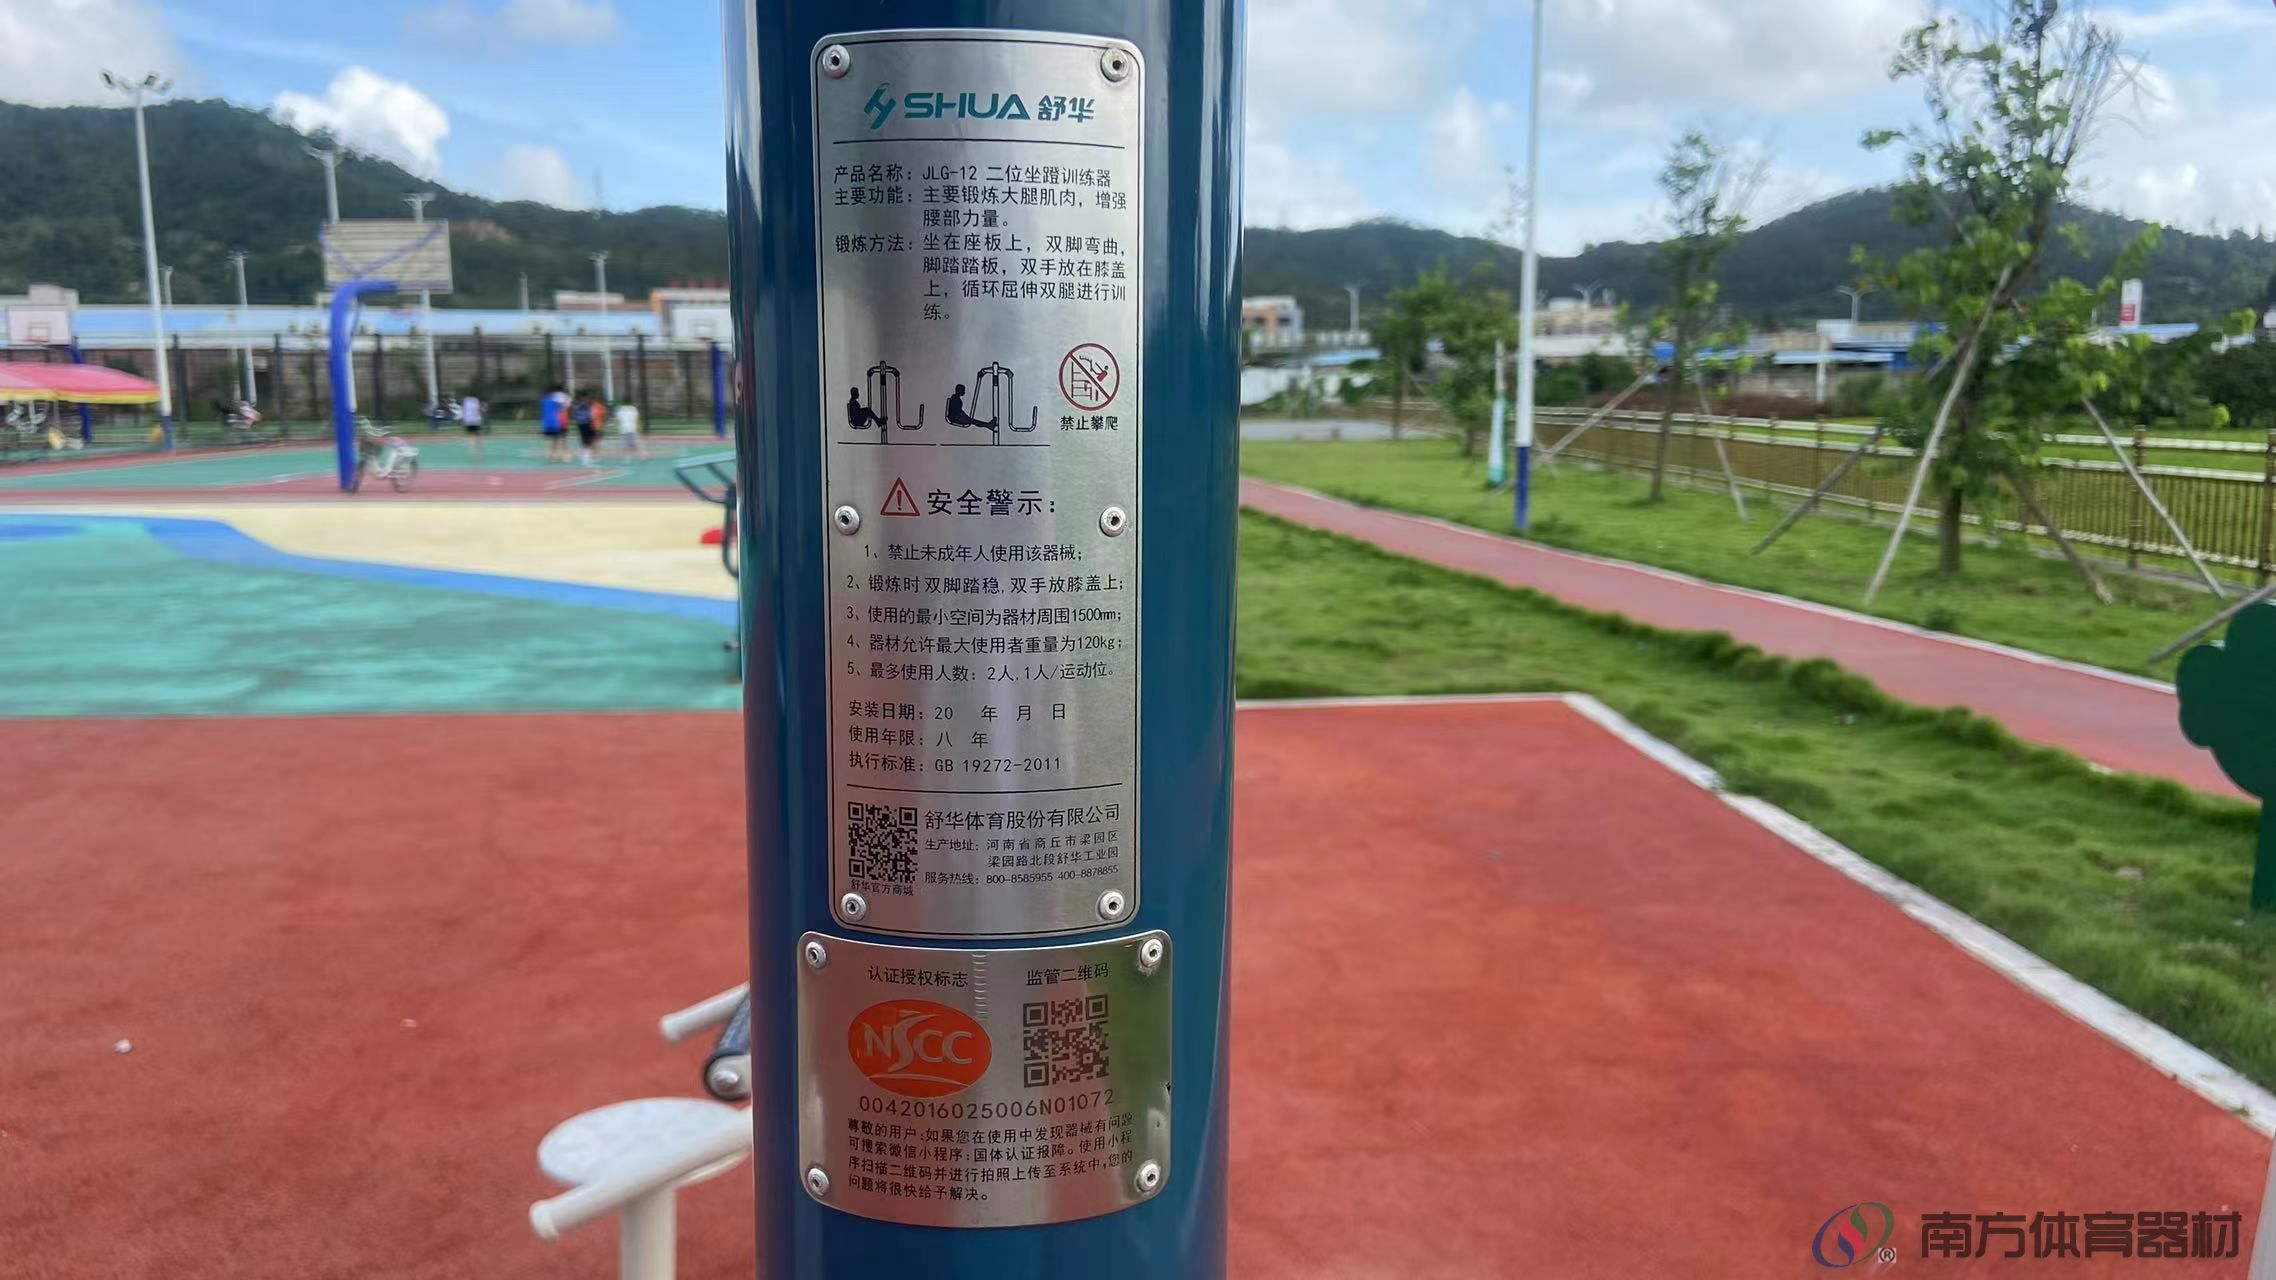 SHUA 舒华
产品名称：JLG-12 二位坐蹬训练器
主要功能：主要锻炼大腿肌肉，增强
腰部力量。
锻炼方法：坐在座板上，双脚弯曲，
脚踏踏板，双手放在膝盖
上，循环屈伸双腿进行训
练。
禁止攀爬
安全警示：
1、禁止未成年人使用该器械；
2、锻炼时双脚踏稳,双手放膝盖上；
3、使用的最小空间为器材周围1500mm；
4、器材允许最大使用者重量为120kg；
5、最多使用人数：2人,1人/运动位。
安装日期：20 年 月 日
使用年限：八 年
执行标准：GB 19272-2011
舒华体育股份有限公司
生产地址：河南省商丘市梁园区
梁园路北段舒华工业园
服务热线：800-8585955 400-8878855
舒华官方商城
认证授权标志 监管二维码
NSCC
0042016025006N01072
尊敬的用户：如果您在使用中发现器械有问题
可搜索微信小程序：国体认证报障。使用小程
序扫描二维码并进行拍照上传至系统中,您的
问题将很快给予解决。
南方体育器材
®